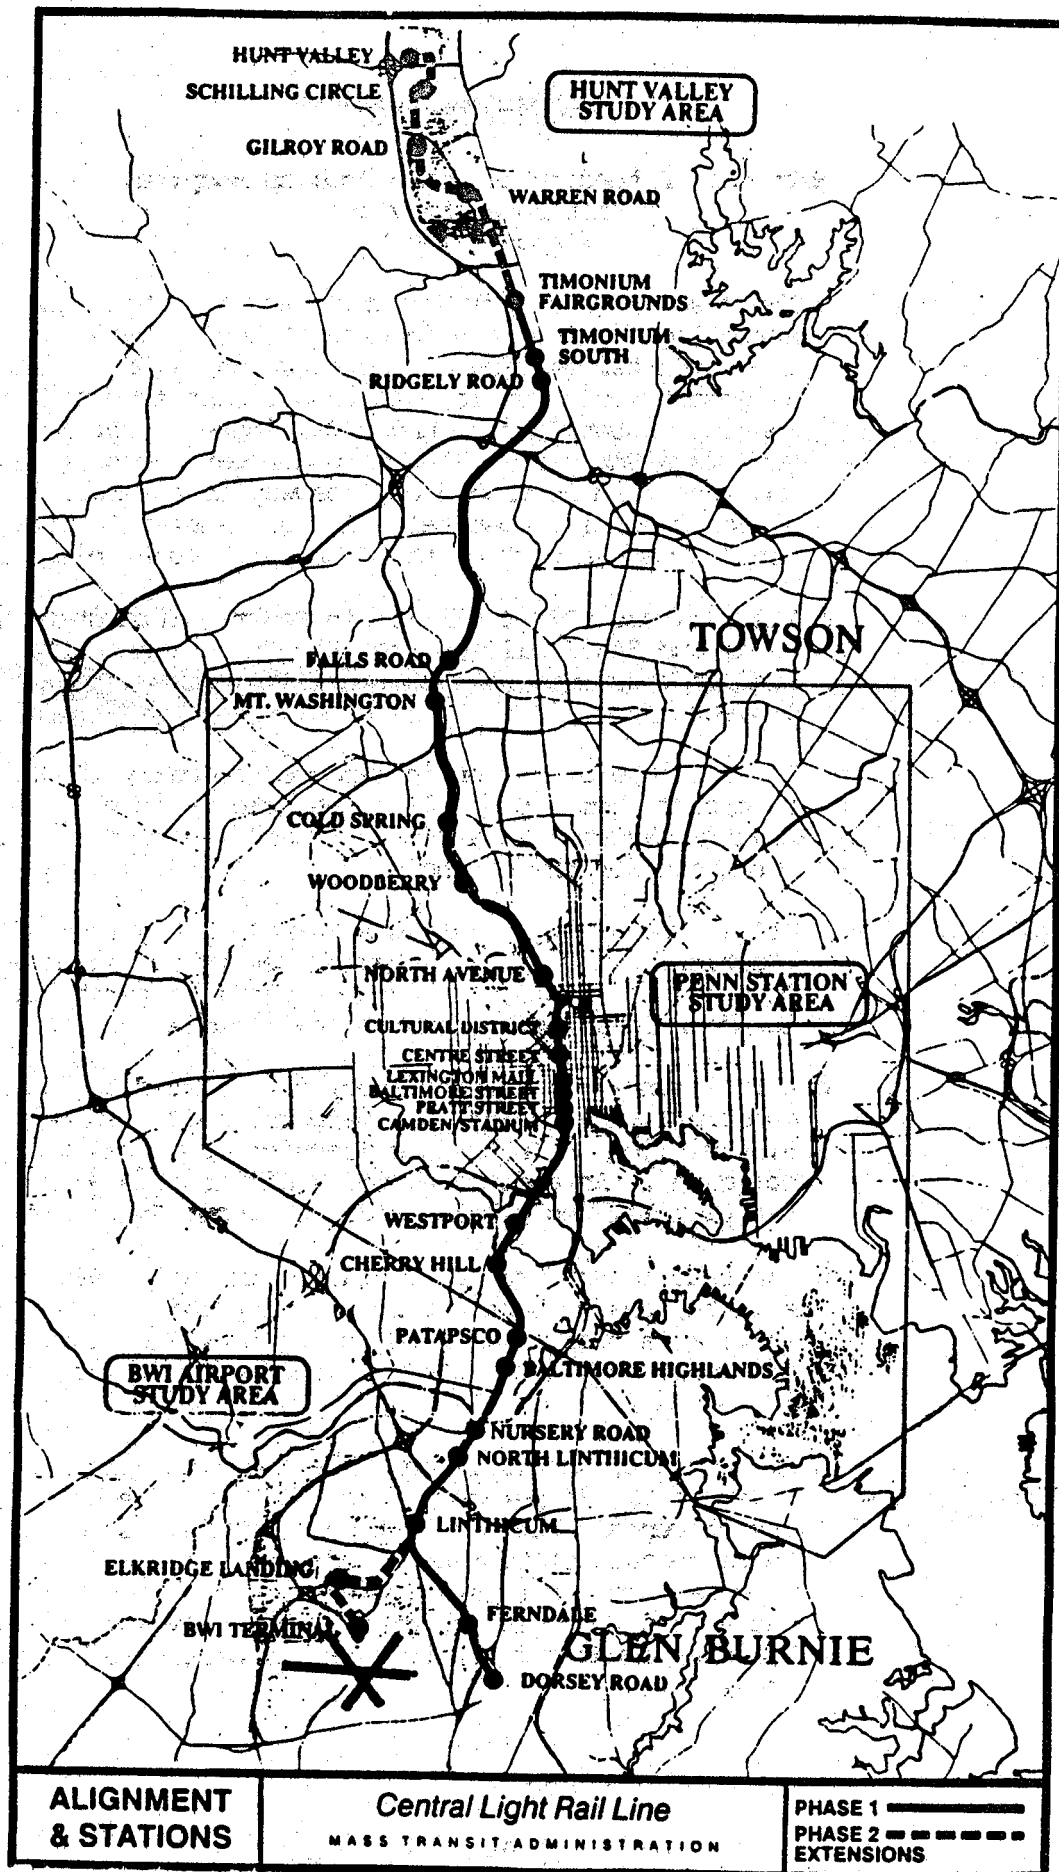 HUNT VALLEY
SCHILLING CIRCLE
HUNT VALLEY
STUDY AREA
GILROY ROAD
WARREN ROAD
TIMONIUM
FAIRGROUNDS
TIMONIUM
SOUTH
RIDGELY ROAD
TOWSON
FALLS ROAD
MT. WASHINGTON
COLD SPRING
WOODBERRY
NORTH AVENUE
PENN STATION
STUDY AREA
CULTURAL DISTRICT
CENTRE STREET
LEXINGTON MALL
BALTIMORE STREET
PRATT STREET
CAMDEN/STADIUM
WESTPORT
CHERRY HILL
PATAPSCO
BALTIMORE HIGHLANDS
BWI AIRPORT
STUDY AREA
NURSERY ROAD
NORTH LINTHICUM
LINTHICUM
ELKRIDGE LANDING
FERNDALE
BWI TERMINAL
GLEN BURNIE
DORSEY ROAD
ALIGNMENT
& STATIONS
Central Light Rail Line
MASS TRANSIT ADMINISTRATION
PHASE 1
PHASE 2
EXTENSIONS